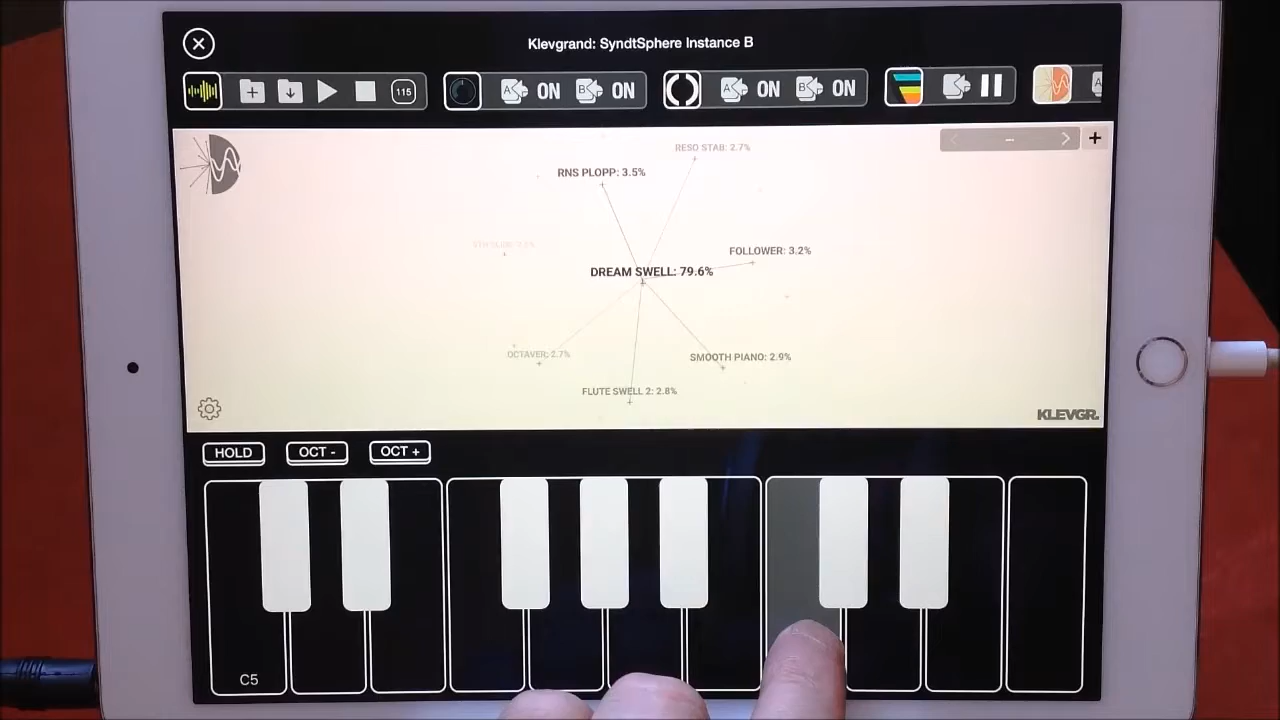 Klevgrand: SyndtSphere Instance B
115
A ON B ON
A ON B ON
A
--
+
RESO STAB: 2.7%
RNS PLOPP: 3.5%
FOLLOWER: 3.2%
DREAM SWELL: 79.6%
OCTAVER: 2.7%
SMOOTH PIANO: 2.9%
FLUTE SWELL 2: 2.8%
KLEVGR.
HOLD OCT - OCT +
C5